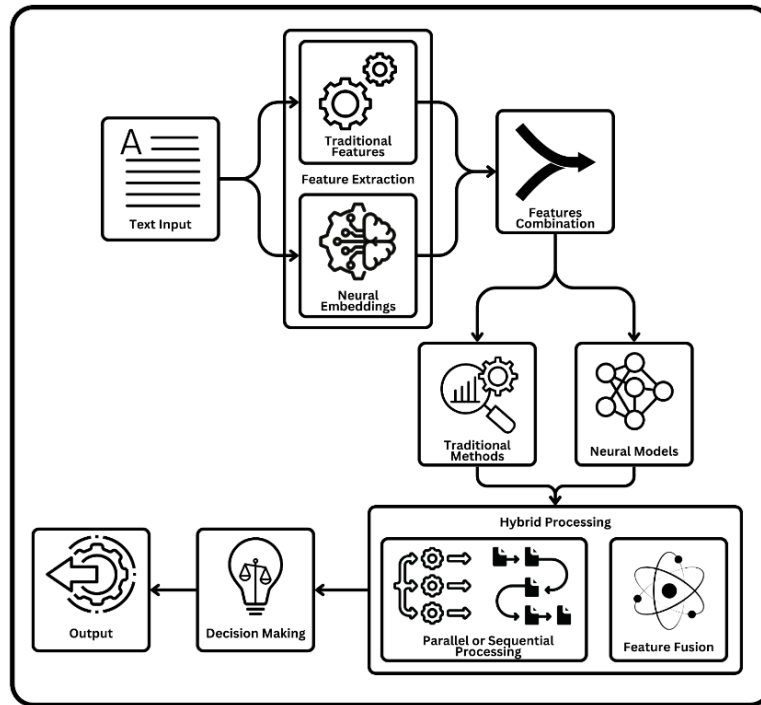 A
Text Input
Traditional
Features
Feature Extraction
Neural
Embeddings
Features
Combination
Traditional
Methods
Neural Models
Hybrid Processing
Parallel or Sequential
Processing
Feature Fusion
Decision Making
Output